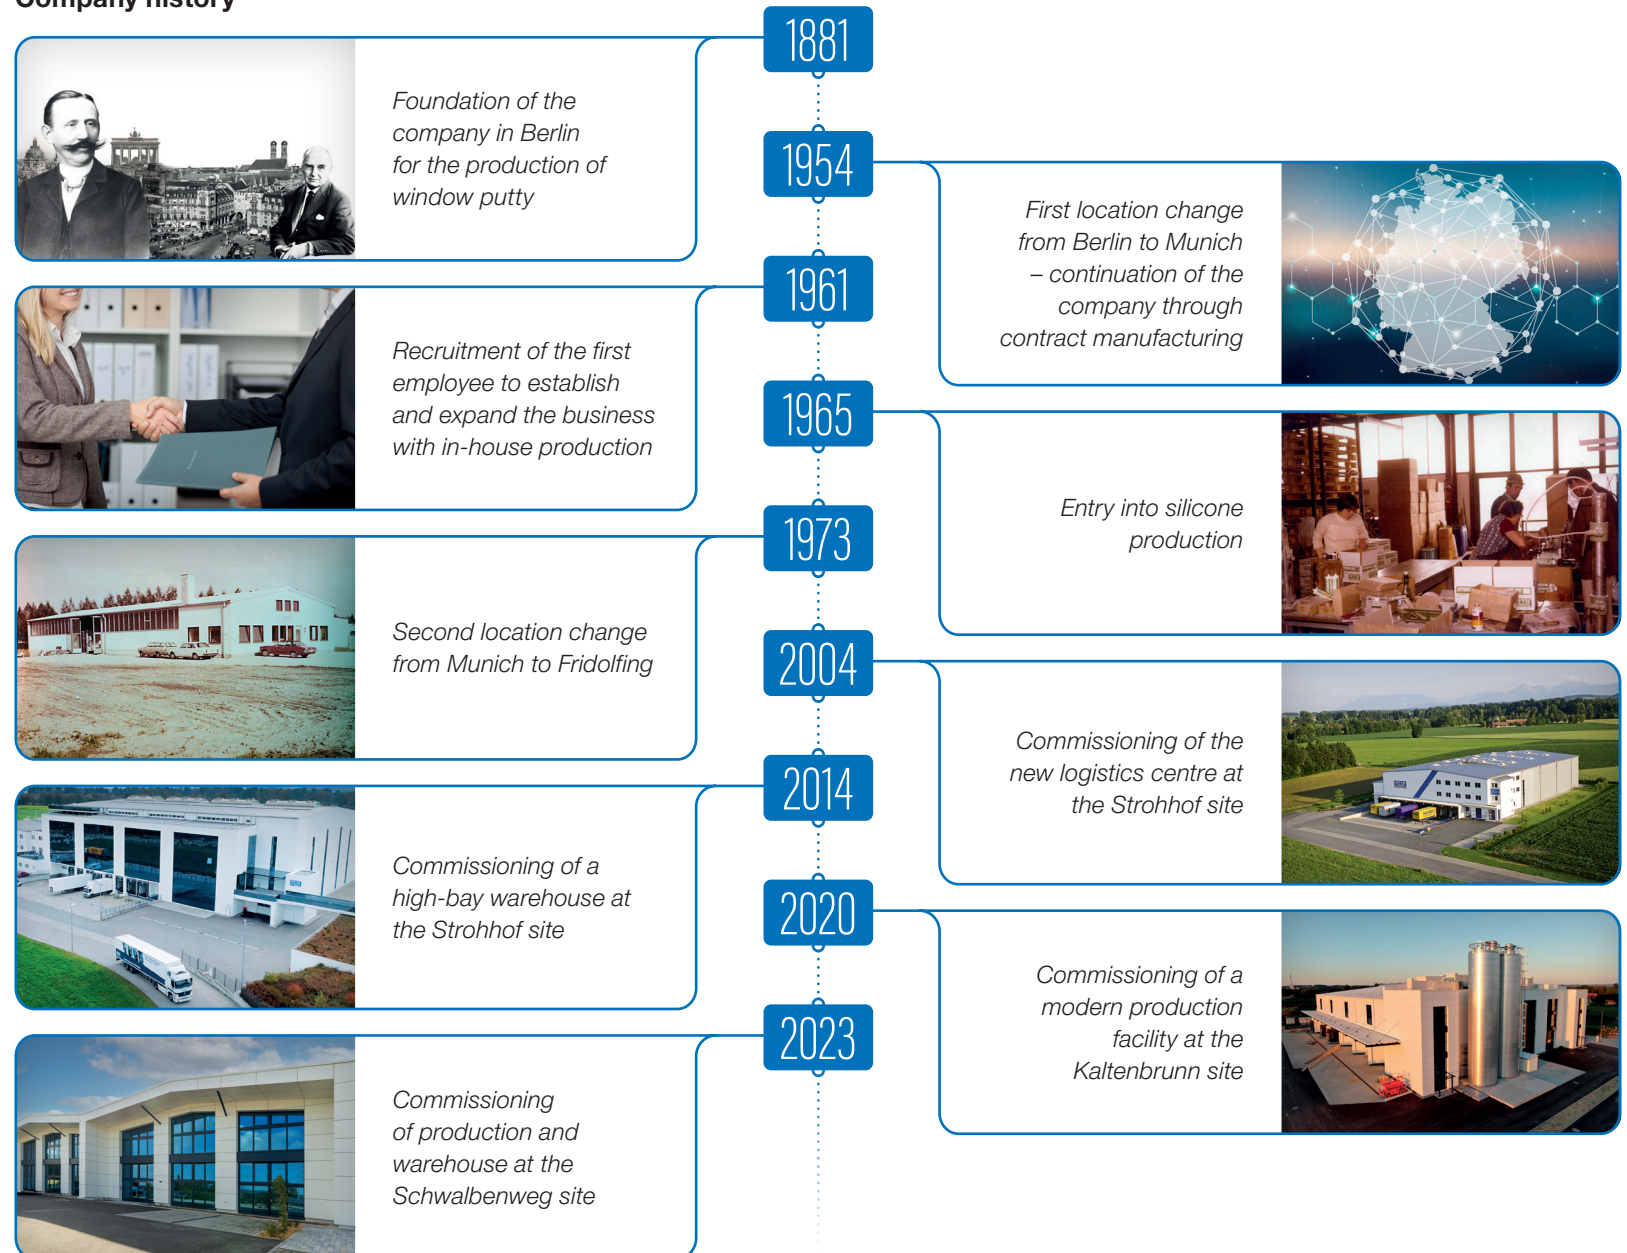 Company history
1881
Foundation of the
company in Berlin
for the production of
window putty
1954
First location change
from Berlin to Munich
– continuation of the
company through
contract manufacturing
1961
Recruitment of the first
employee to establish
and expand the business
with in-house production
1965
Entry into silicone
production
1973
Second location change
from Munich to Fridolfing
2004
Commissioning of the
new logistics centre at
the Strohhof site
2014
Commissioning of a
high-bay warehouse at
the Strohhof site
2020
Commissioning of a
modern production
facility at the
Kaltenbrunn site
2023
Commissioning
of production and
warehouse at the
Schwalbenweg site